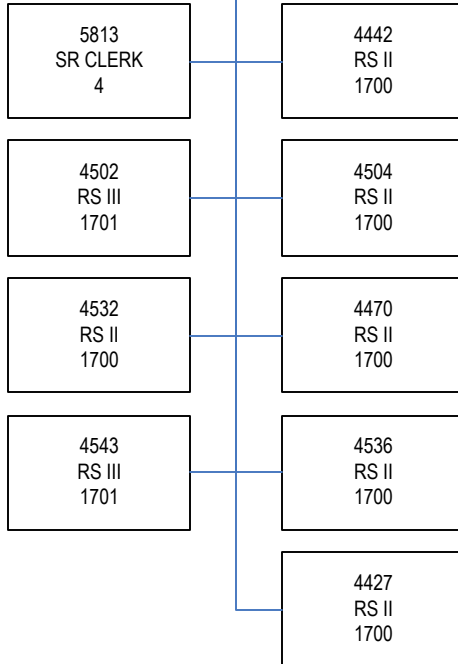 5813
SR CLERK
4
4442
RS II
1700
4502
RS III
1701
4504
RS II
1700
4532
RS II
1700
4470
RS II
1700
4543
RS III
1701
4536
RS II
1700
4427
RS II
1700